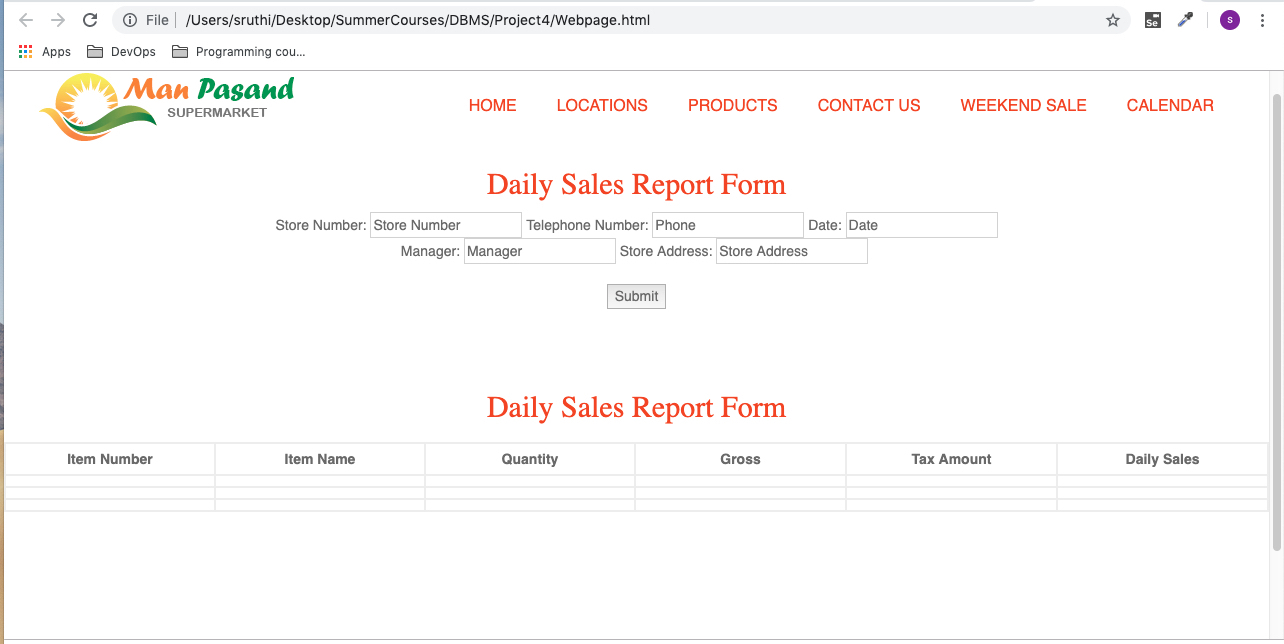 File /Users/sruthi/Desktop/SummerCourses/DBMS/Project4/Webpage.html Se s
Apps DevOps Programming cou...
Man Pasand
SUPERMARKET
HOME LOCATIONS PRODUCTS CONTACT US WEEKEND SALE CALENDAR
Daily Sales Report Form
Store Number: Store Number Telephone Number: Phone Date: Date
Manager: Manager Store Address: Store Address
Submit
Daily Sales Report Form
Item Number Item Name Quantity Gross Tax Amount Daily Sales